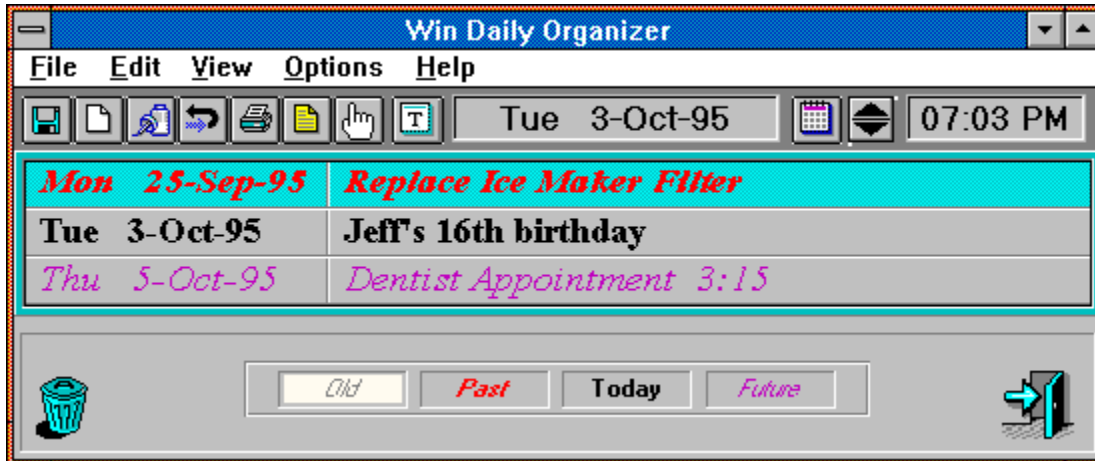 Win Daily Organizer
File Edit View Options Help
T Tue 3-Oct-95 07:03 PM
Mon 25-Sep-95 Replace Ice Maker Filter
Tue 3-Oct-95 Jeff's 16th birthday
Thu 5-Oct-95 Dentist Appointment 3:15
Old Past Today Future